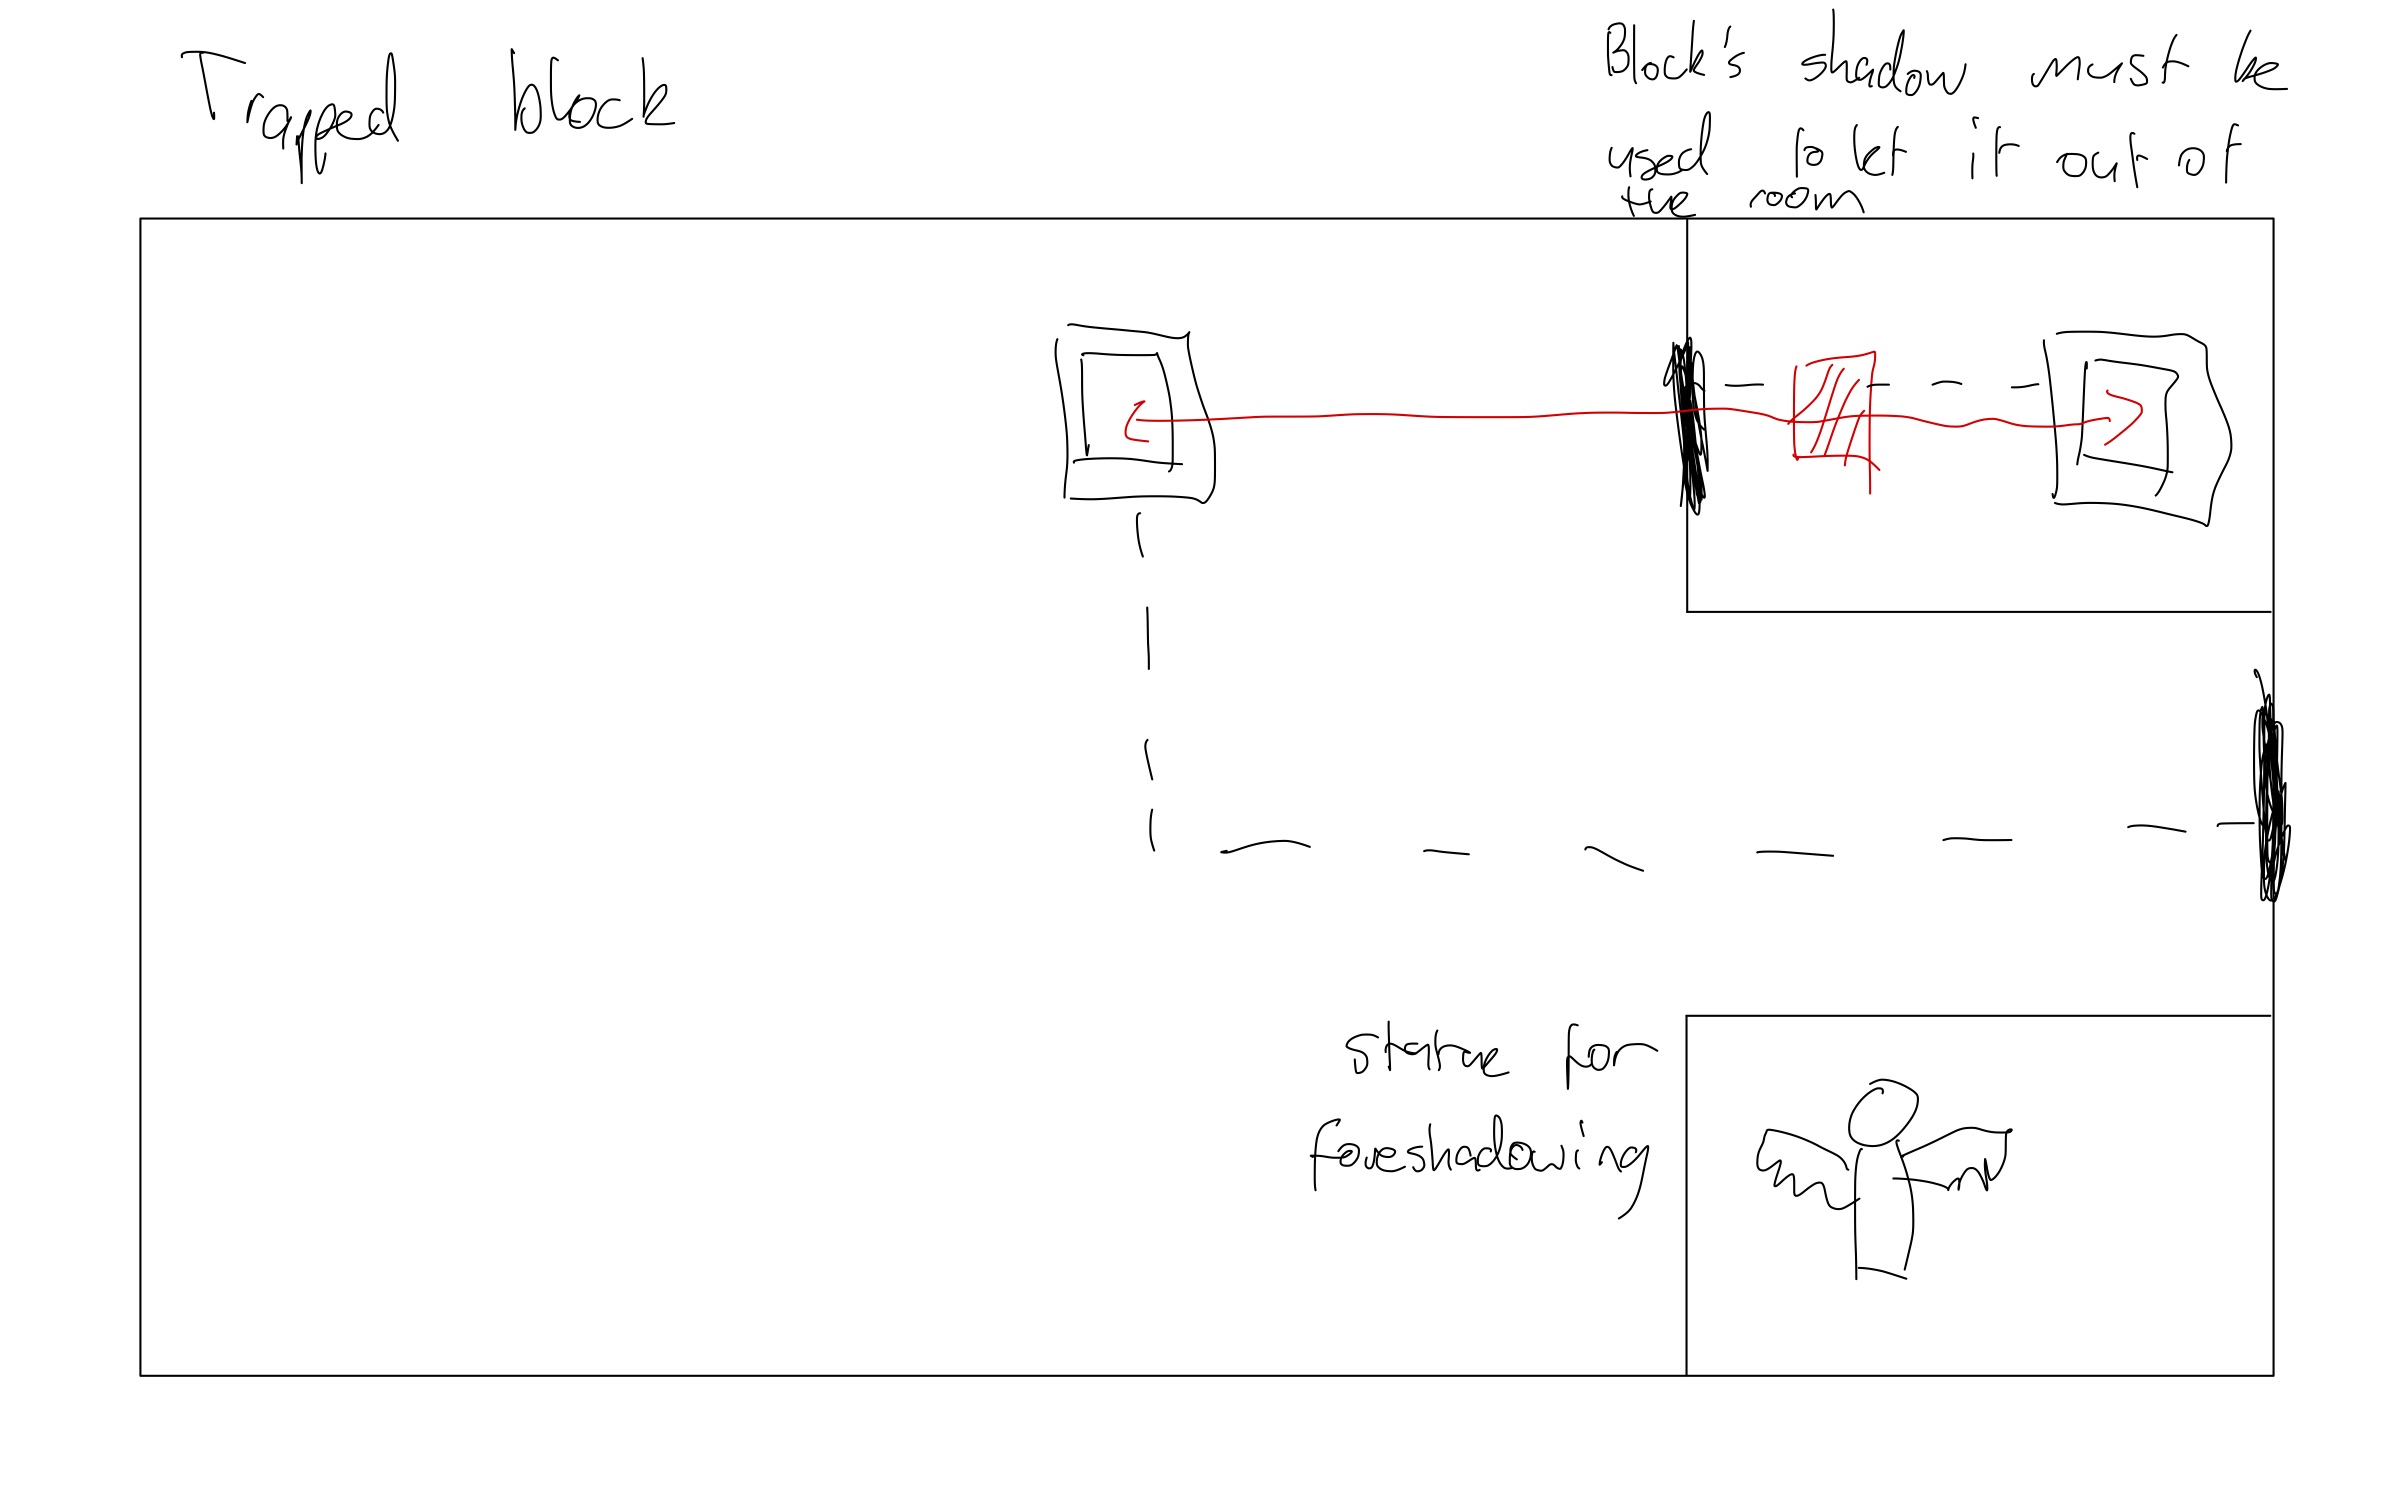 Trapped block
Block's shadow must be
used to let it out of
the room
Statue for
foreshadowing